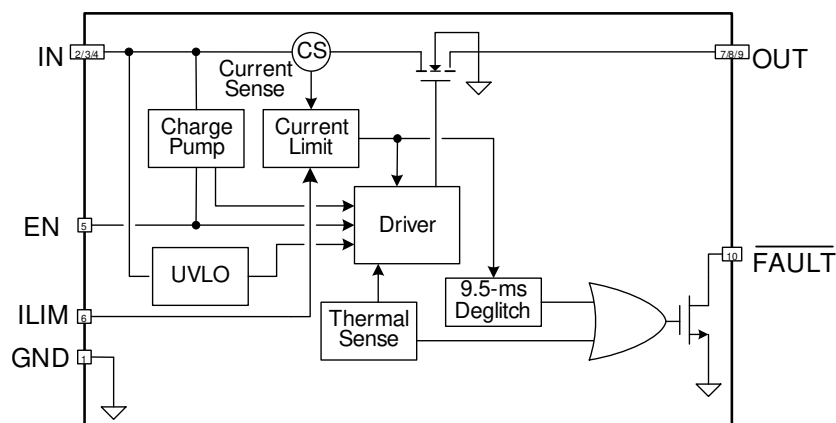 IN
2/3/4
CS
7/8/9
OUT
Current
Sense
Charge
Pump
Current
Limit
EN
5
Driver
10
FAULT
UVLO
9.5-ms
Deglitch
ILIM
6
Thermal
Sense
GND
1